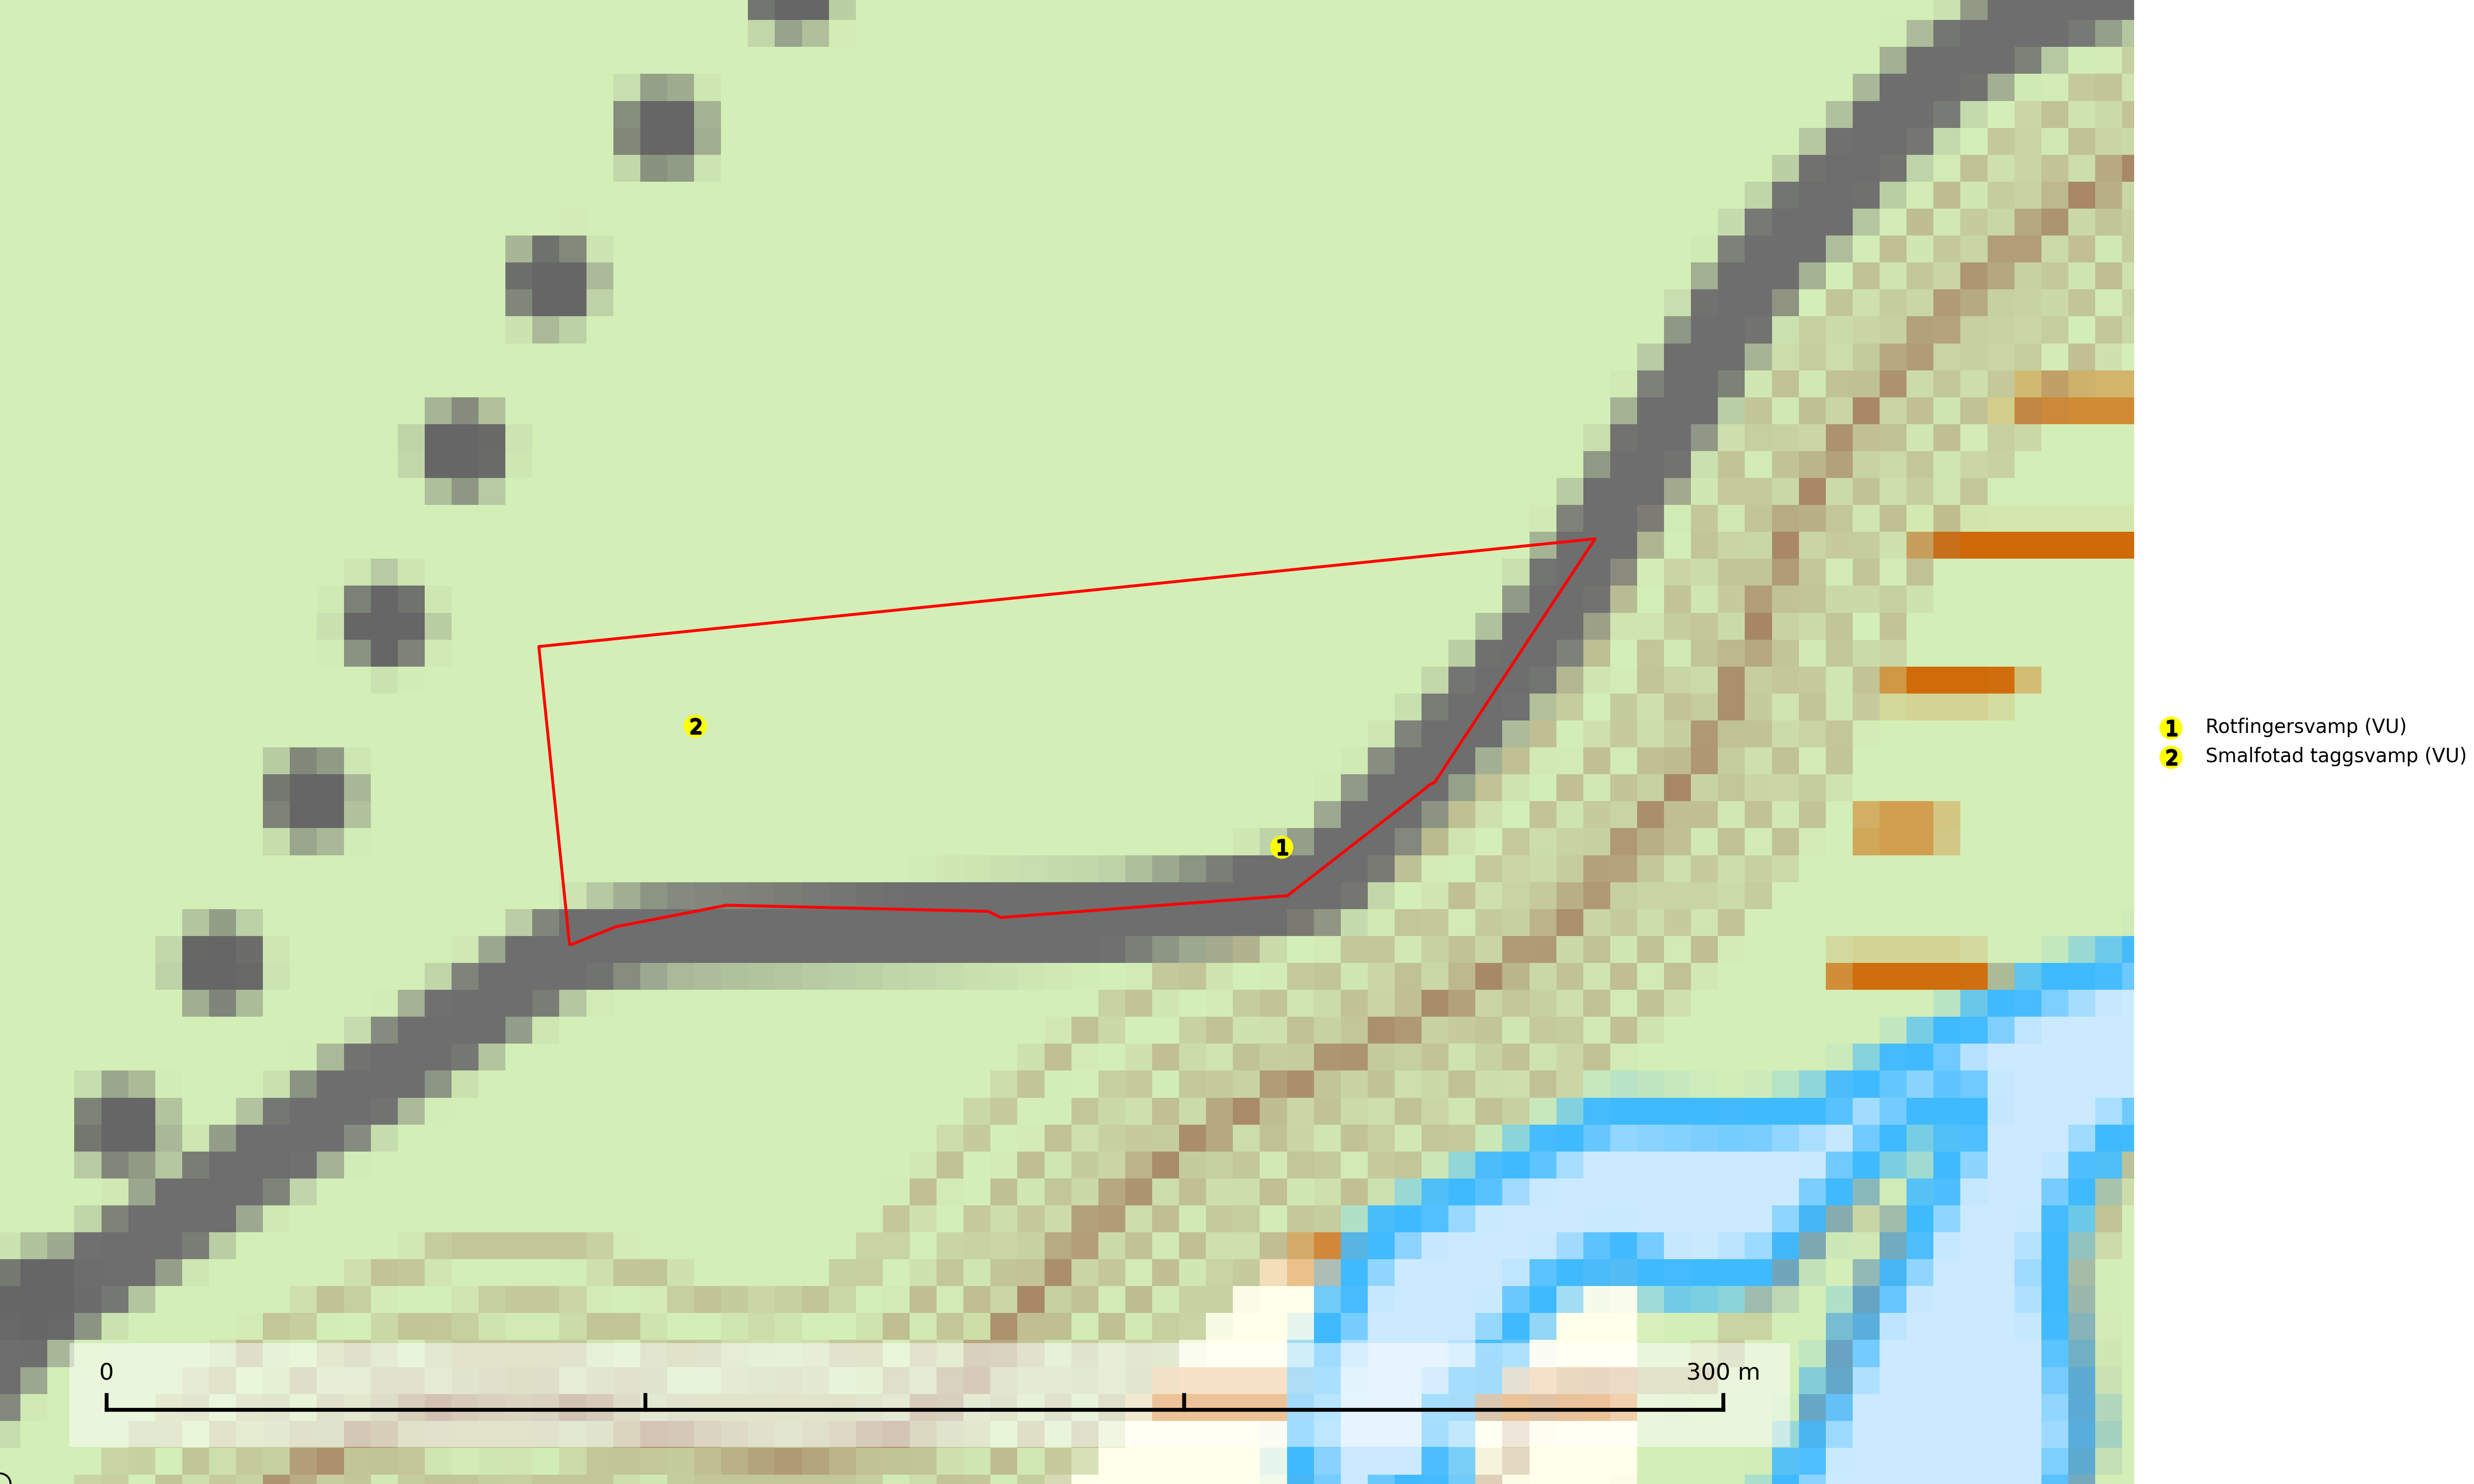 2
1
1 Rotfingersvamp (VU)
2 Smalfotad taggsvamp (VU)
0 300 m